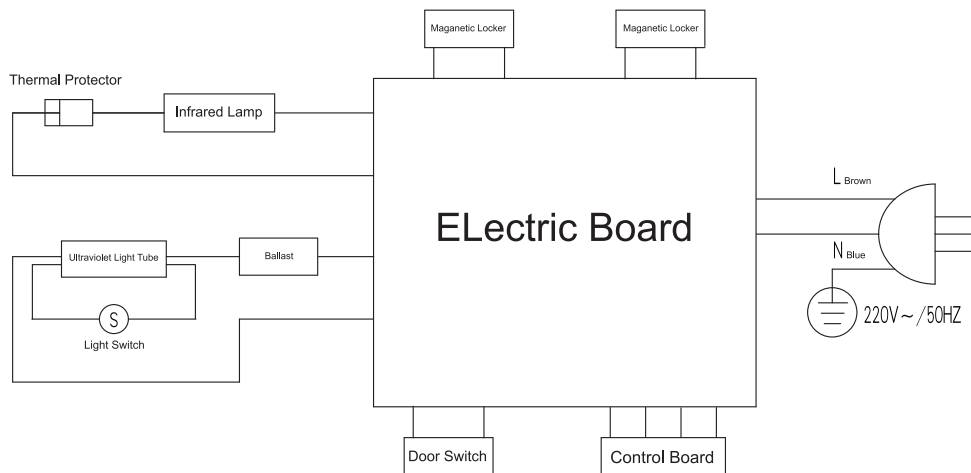 Maganetic Locker
Maganetic Locker
Thermal Protector
Infrared Lamp
L Brown
ELectric Board
N Blue
Ultraviolet Light Tube
Ballast
S
Light Switch
220V~/50HZ
Door Switch
Control Board